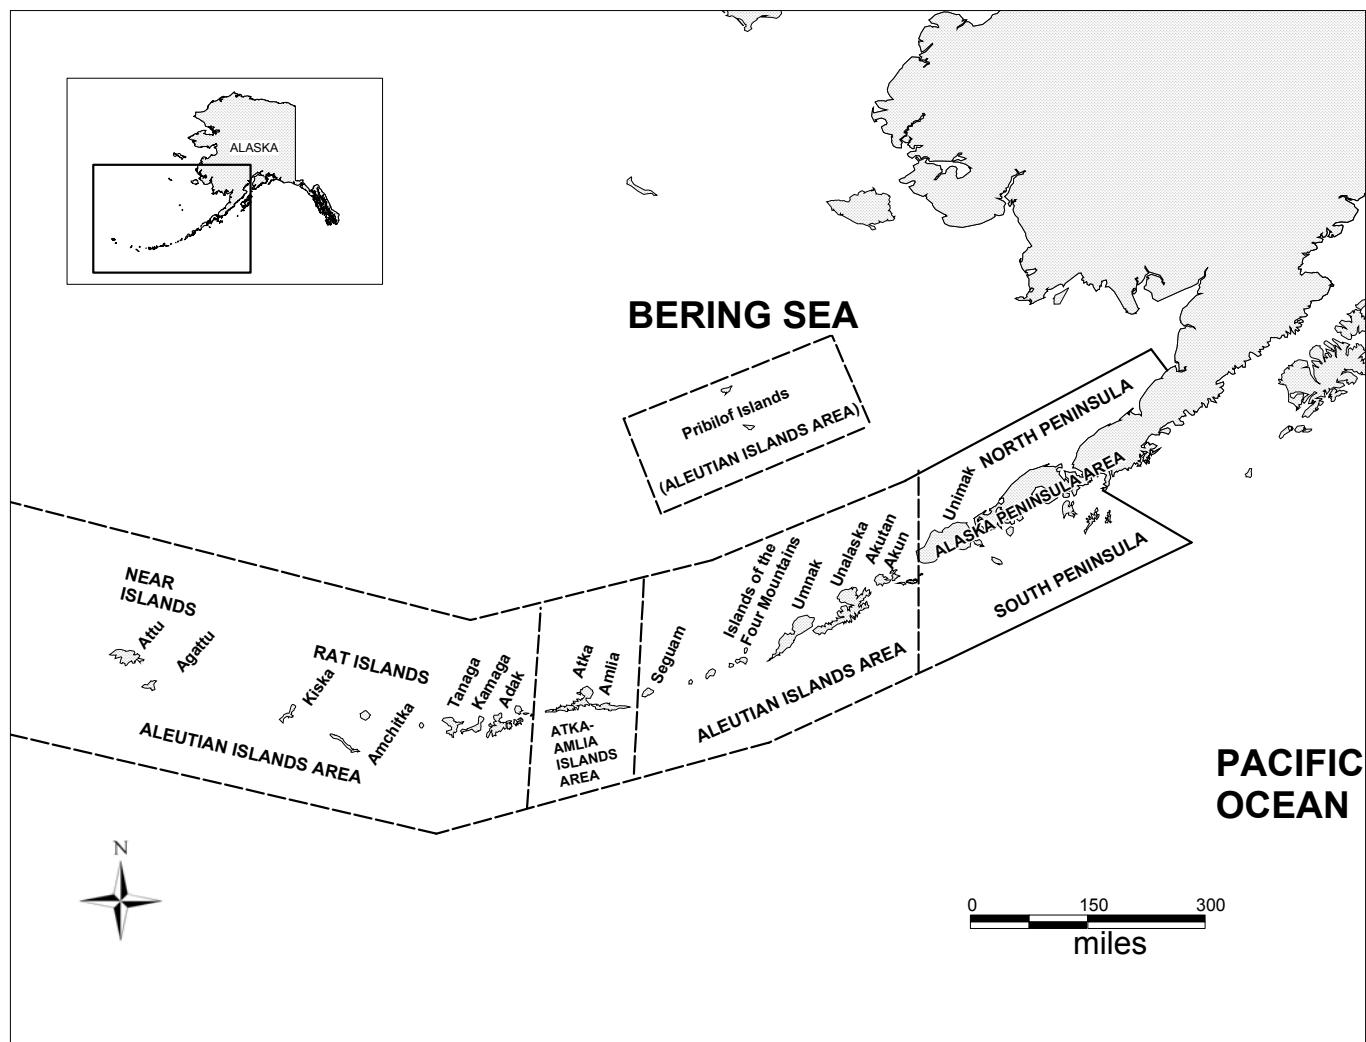 ALASKA
BERING SEA
Pribilof Islands
(ALEUTIAN ISLANDS AREA)
NORTH PENINSULA
Unimak
ALASKA PENINSULA AREA
SOUTH PENINSULA
Islands of the
Four Mountains
Umnak
Unalaska
Akutan
Akun
NEAR
ISLANDS
Attu
Agattu
RAT ISLANDS
Kiska
Amchitka
Tanaga
Kamaga
Adak
Atka
Amlia
Seguam
ALEUTIAN ISLANDS AREA
ATKA-
AMLIA
ISLANDS
AREA
ALEUTIAN ISLANDS AREA
PACIFIC
OCEAN
N
0 150 300
miles